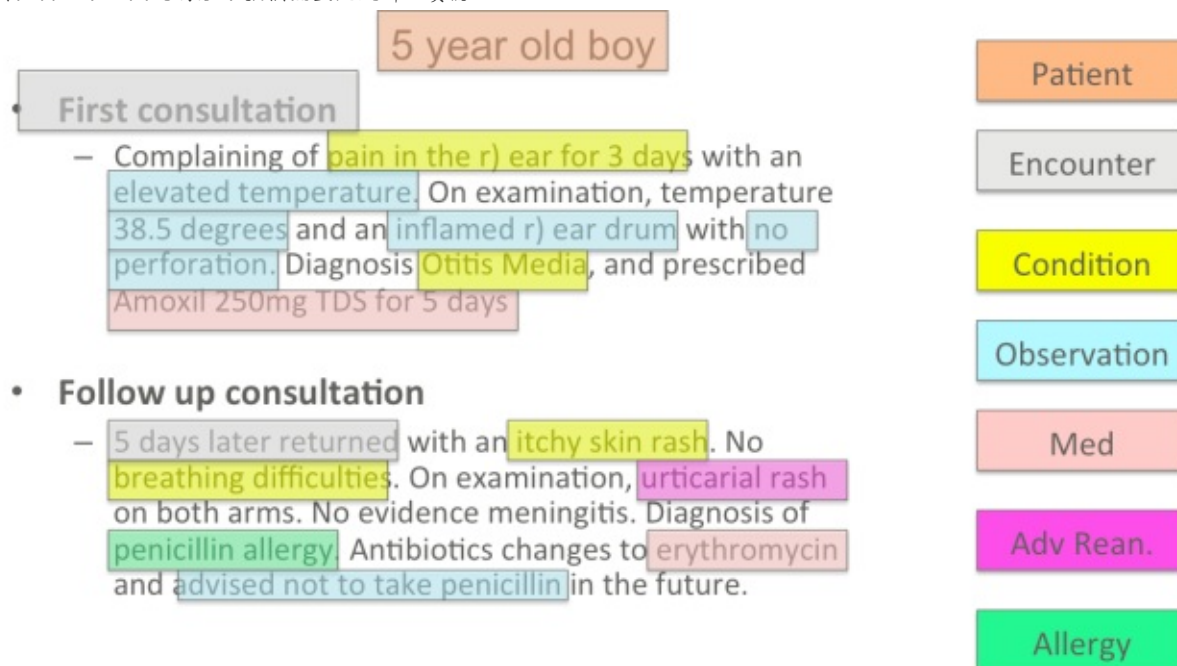 5 year old boy
• First consultation
– Complaining of pain in the r) ear for 3 days with an
elevated temperature. On examination, temperature
38.5 degrees and an inflamed r) ear drum with no
perforation. Diagnosis Otitis Media, and prescribed
Amoxil 250mg TDS for 5 days
• Follow up consultation
– 5 days later returned with an itchy skin rash. No
breathing difficulties. On examination, urticarial rash
on both arms. No evidence meningitis. Diagnosis of
penicillin allergy. Antibiotics changes to erythromycin
and advised not to take penicillin in the future.
Patient
Encounter
Condition
Observation
Med
Adv Rean.
Allergy